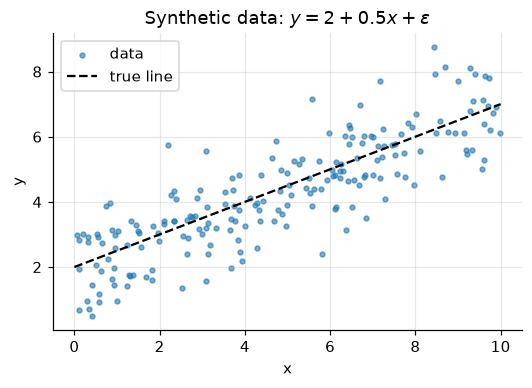 Synthetic data: y = 2 + 0.5x + ε
data
true line
8
6
4
2
y
0
2
4
6
8
10
x